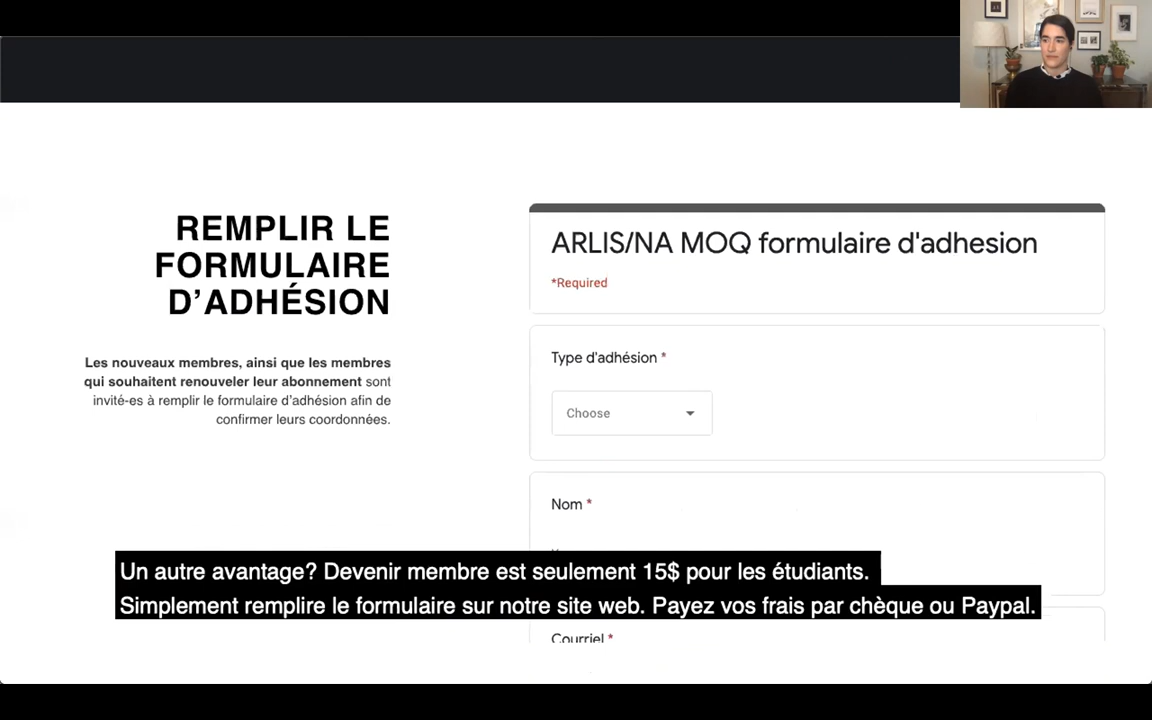 REMPLIR LE
FORMULAIRE
D’ADHÉSION
Les nouveaux membres, ainsi que les membres
qui souhaitent renouveler leur abonnement sont
invité-es à remplir le formulaire d’adhésion afin de
confirmer leurs coordonnées.
ARLIS/NA MOQ formulaire d'adhesion
*Required
Type d'adhésion *
Choose
Nom *
Courriel *
Un autre avantage? Devenir membre est seulement 15$ pour les étudiants.
Simplement remplire le formulaire sur notre site web. Payez vos frais par chèque ou Paypal.